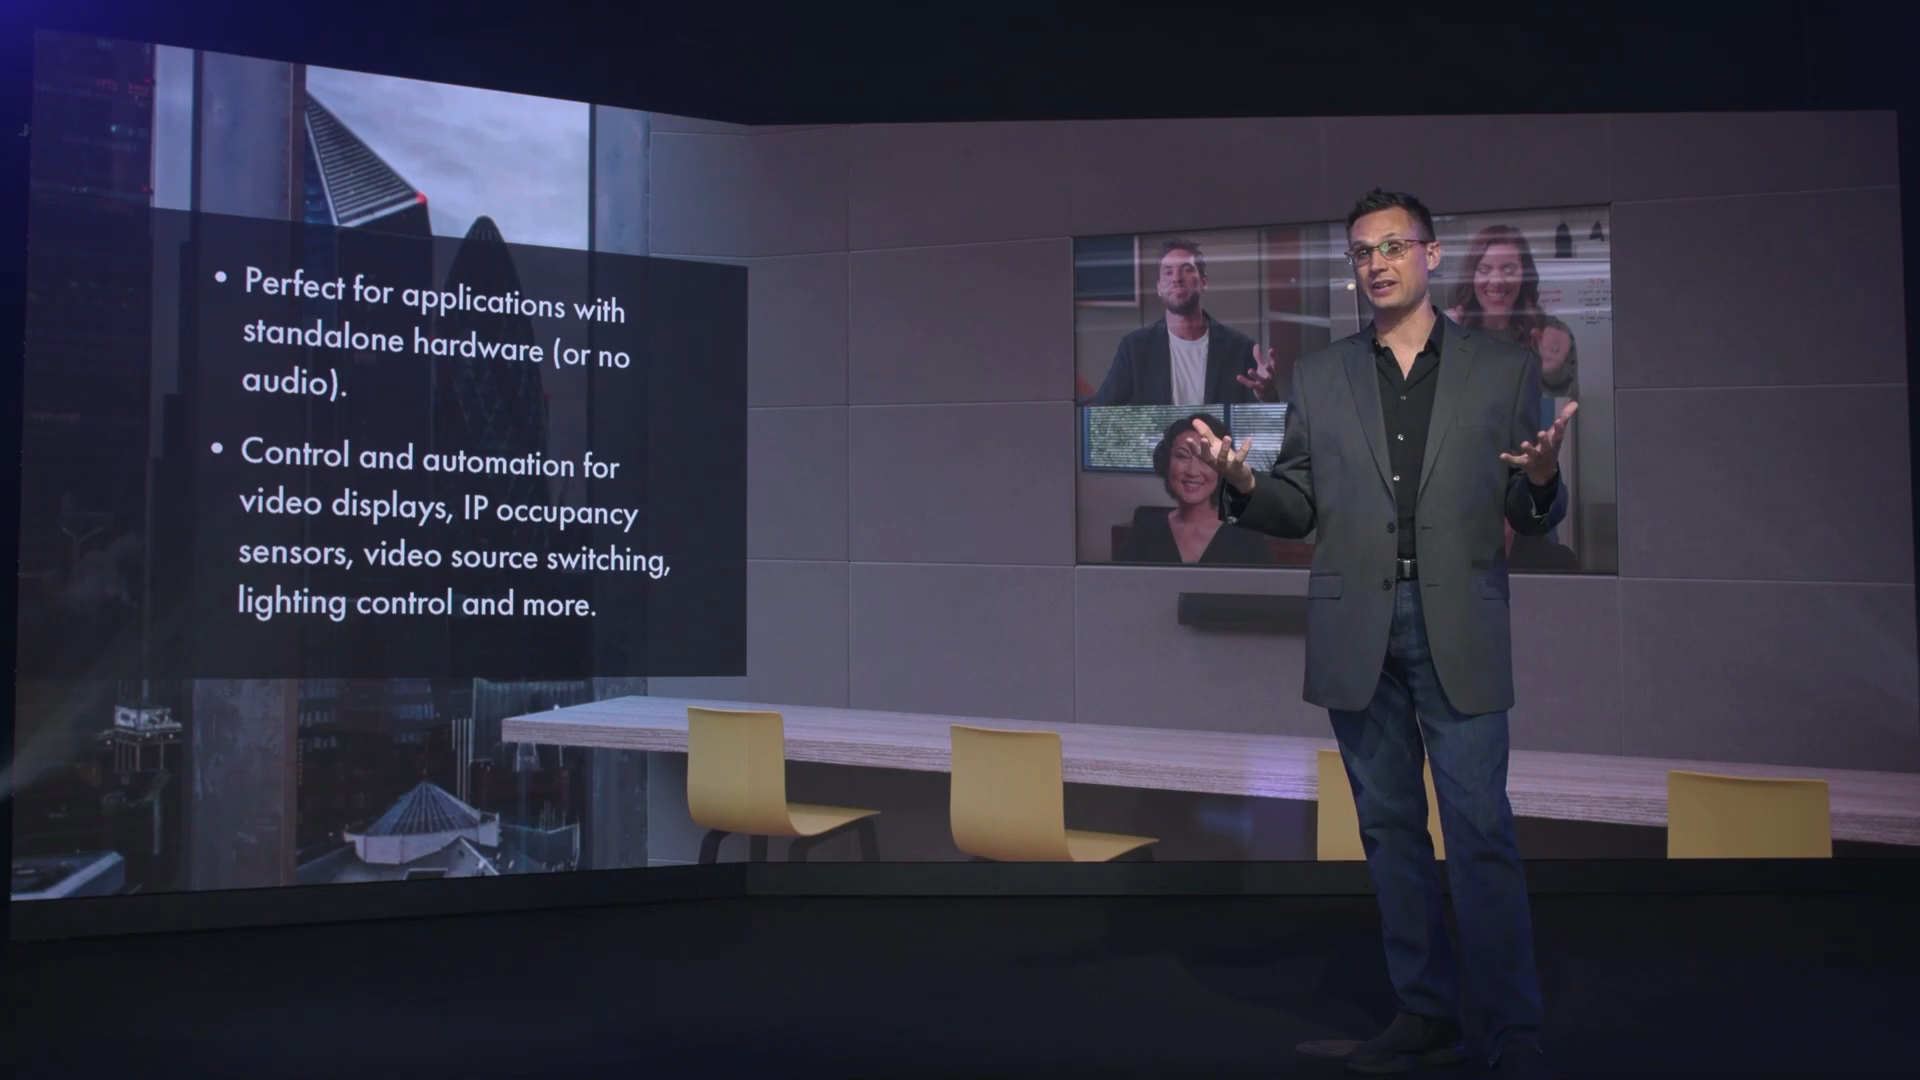 • Perfect for applications with
standalone hardware (or no
audio).
• Control and automation for
video displays, IP occupancy
sensors, video source switching,
lighting control and more.